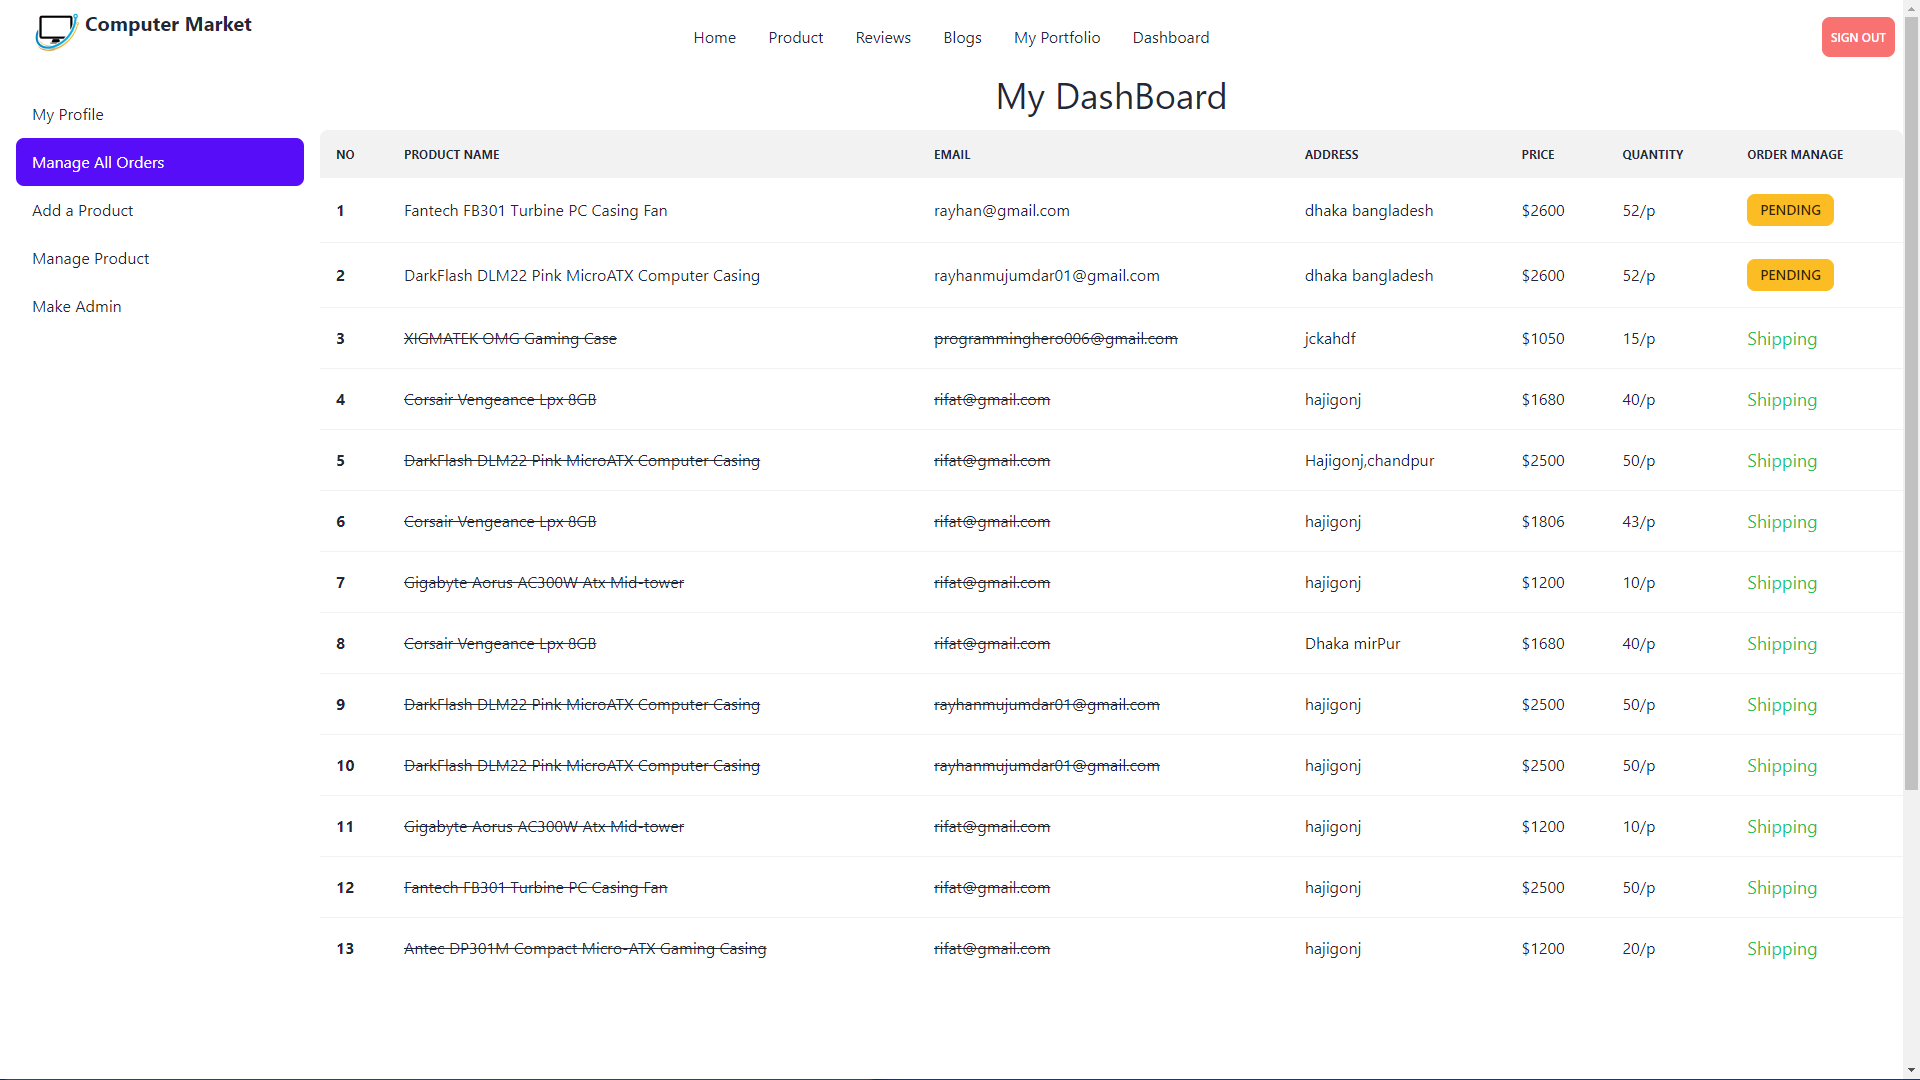 Computer Market
Home Product Reviews Blogs My Portfolio Dashboard
SIGN OUT
My Profile
Manage All Orders
Add a Product
Manage Product
Make Admin
My DashBoard
NO PRODUCT NAME EMAIL ADDRESS PRICE QUANTITY ORDER MANAGE
1 Fantech FB301 Turbine PC Casing Fan rayhan@gmail.com dhaka bangladesh $2600 52/p PENDING
2 DarkFlash DLM22 Pink MicroATX Computer Casing rayhanmujumdar01@gmail.com dhaka bangladesh $2600 52/p PENDING
3 XIGMATEK OMG Gaming Case programminghero006@gmail.com jckahdf $1050 15/p Shipping
4 Corsair Vengeance Lpx 8GB rifat@gmail.com hajigonj $1680 40/p Shipping
5 DarkFlash DLM22 Pink MicroATX Computer Casing rifat@gmail.com Hajigonj,chandpur $2500 50/p Shipping
6 Corsair Vengeance Lpx 8GB rifat@gmail.com hajigonj $1806 43/p Shipping
7 Gigabyte Aorus AC300W Atx Mid-tower rifat@gmail.com hajigonj $1200 10/p Shipping
8 Corsair Vengeance Lpx 8GB rifat@gmail.com Dhaka mirPur $1680 40/p Shipping
9 DarkFlash DLM22 Pink MicroATX Computer Casing rayhanmujumdar01@gmail.com hajigonj $2500 50/p Shipping
10 DarkFlash DLM22 Pink MicroATX Computer Casing rayhanmujumdar01@gmail.com hajigonj $2500 50/p Shipping
11 Gigabyte Aorus AC300W Atx Mid-tower rifat@gmail.com hajigonj $1200 10/p Shipping
12 Fantech FB301 Turbine PC Casing Fan rifat@gmail.com hajigonj $2500 50/p Shipping
13 Antec DP301M Compact Micro-ATX Gaming Casing rifat@gmail.com hajigonj $1200 20/p Shipping